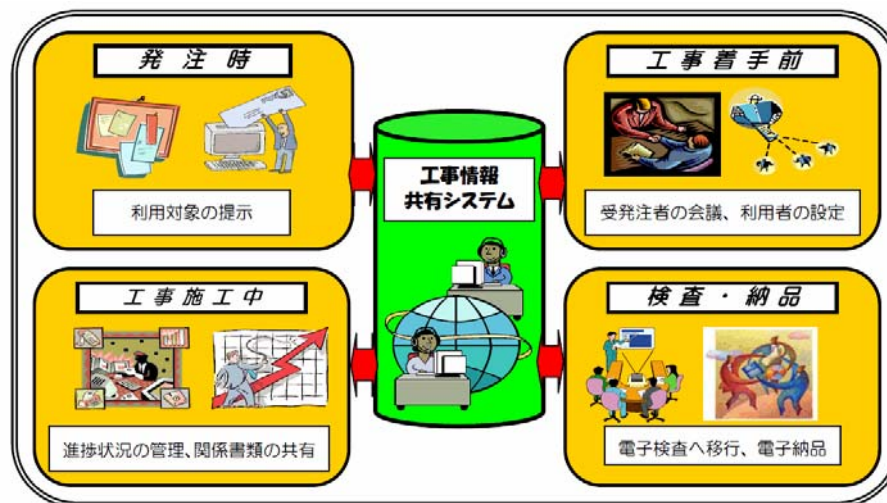 発注時
利用対象の提示
工事着手前
受発注者の会議、利用者の設定
工事情報
共有システム
工事施工中
進捗状況の管理、関係書類の共有
検査・納品
電子検査へ移行、電子納品